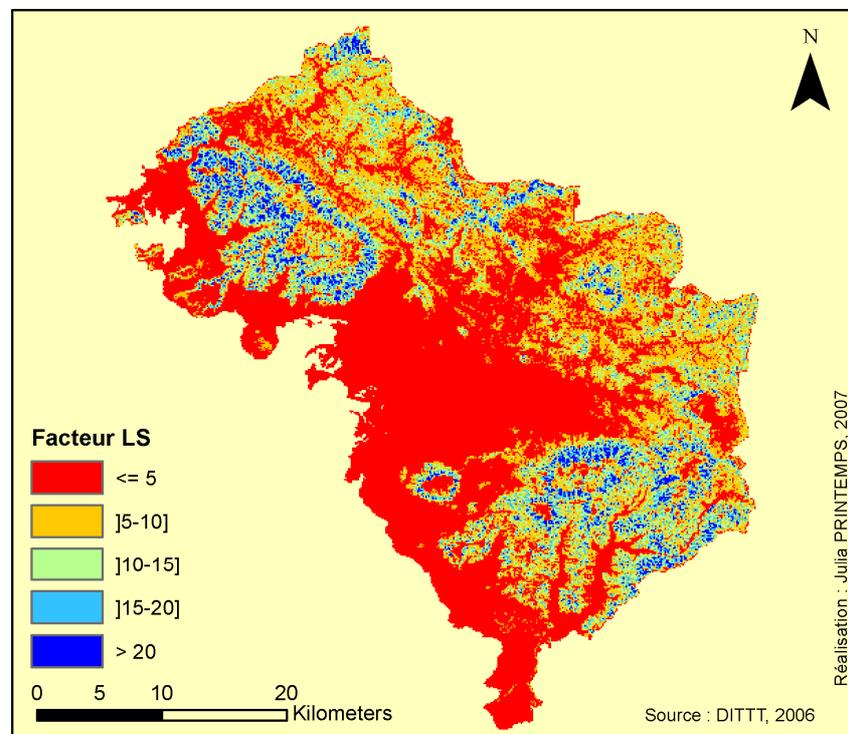 N
Facteur LS
<= 5
]5-10]
]10-15]
]15-20]
> 20
0 5 10 20
Kilometers
Source : DITTT, 2006
Réalisation : Julia PRINTEMPS, 2007